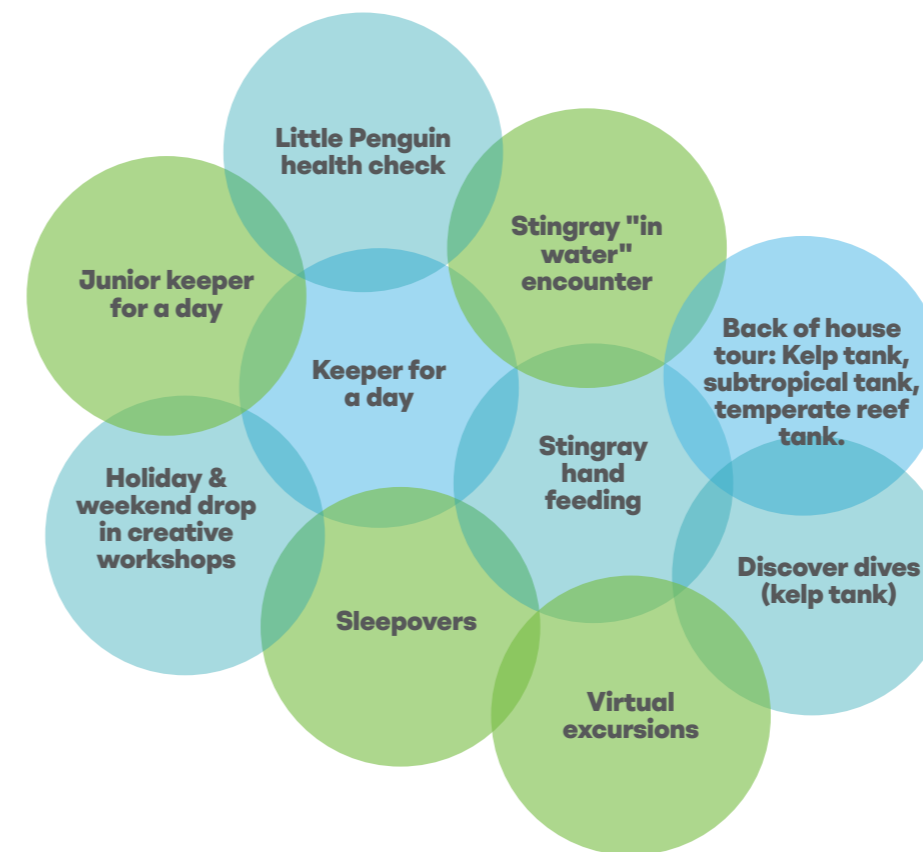 Little Penguin
health check
Stingray "in
water"
encounter
Junior keeper
for a day
Back of house
tour: Kelp tank,
subtropical tank,
temperate reef
tank.
Keeper for
a day
Stingray
hand
feeding
Holiday &
weekend drop
in creative
workshops
Discover dives
(kelp tank)
Sleepovers
Virtual
excursions